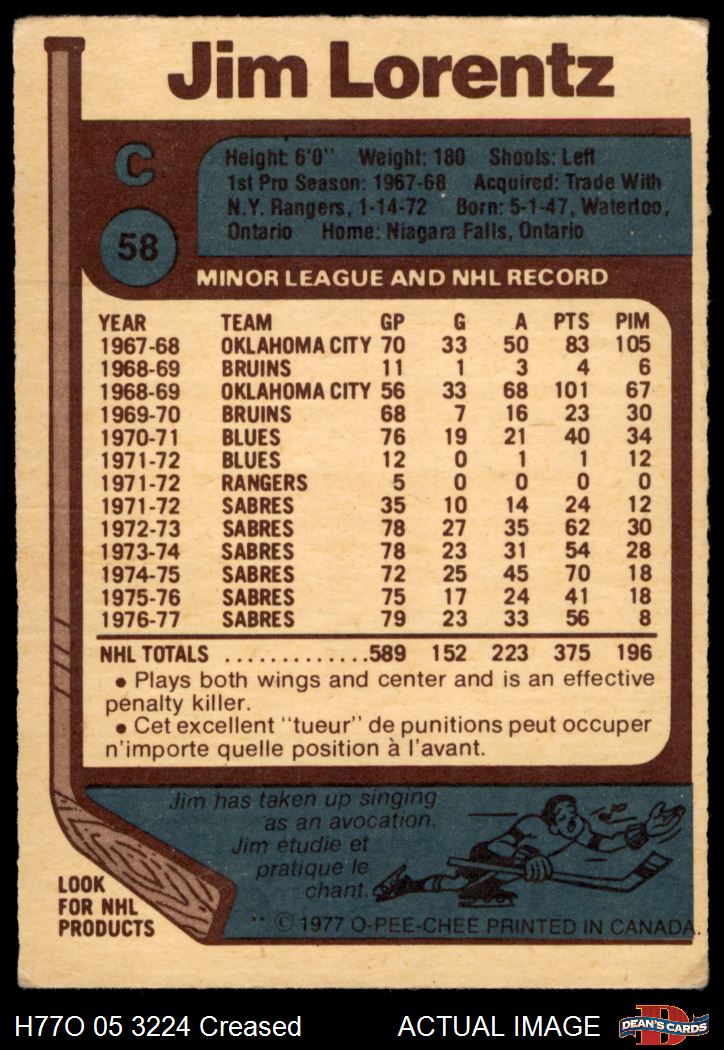 Jim Lorentz
C
Height: 6'0" Weight: 180 Shoots: Left
1st Pro Season: 1967-68 Acquired: Trade With
N.Y. Rangers, 1-14-72 Born: 5-1-47, Waterloo,
Ontario Home: Niagara Falls, Ontario
58
MINOR LEAGUE AND NHL RECORD
YEAR TEAM GP G A PTS PIM
1967-68 OKLAHOMA CITY 70 33 50 83 105
1968-69 BRUINS 11 1 3 4 6
1968-69 OKLAHOMA CITY 56 33 68 101 67
1969-70 BRUINS 68 7 16 23 30
1970-71 BLUES 76 19 21 40 34
1971-72 BLUES 12 0 1 1 12
1971-72 RANGERS 5 0 0 0 0
1971-72 SABRES 35 10 14 24 12
1972-73 SABRES 78 27 35 62 30
1973-74 SABRES 78 23 31 54 28
1974-75 SABRES 72 25 45 70 18
1975-76 SABRES 75 17 24 41 18
1976-77 SABRES 79 23 33 56 8
NHL TOTALS .............589 152 223 375 196
• Plays both wings and center and is an effective
penalty killer.
• Cet excellent "tueur" de punitions peut occuper
n'importe quelle position à l'avant.
Jim has taken up singing
as an avocation.
Jim étudie et
pratique le
chant.
LOOK
FOR NHL
PRODUCTS
** © 1977 O-PEE-CHEE PRINTED IN CANADA.
H77O 05 3224 Creased ACTUAL IMAGE
D
DEAN'S CARDS